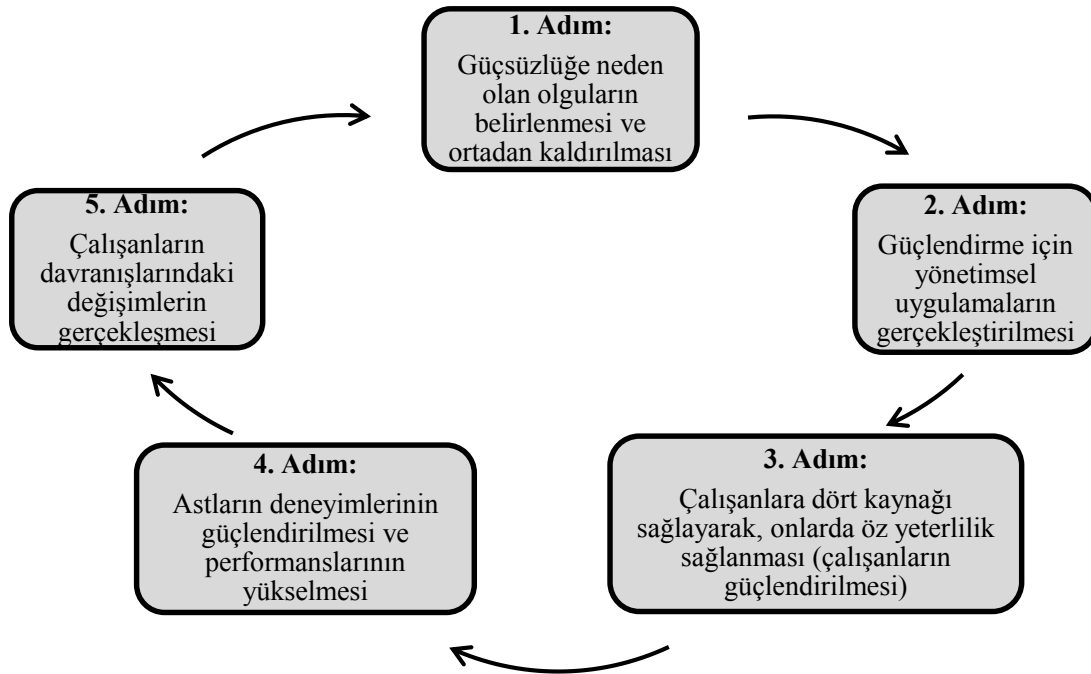 1. Adım:
Güçsüzlüğe neden
olan olguların
belirlenmesi ve
ortadan kaldırılması
2. Adım:
Güçlendirme için
yönetimsel
uygulamaların
gerçekleştirilmesi
3. Adım:
Çalışanlara dört kaynağı
sağlayarak, onlarda öz yeterlilik
sağlanması (çalışanların
güçlendirilmesi)
4. Adım:
Astların deneyimlerinin
güçlendirilmesi ve
performanslarının
yükselmesi
5. Adım:
Çalışanların
davranışlarındaki
değişimlerin
gerçekleşmesi